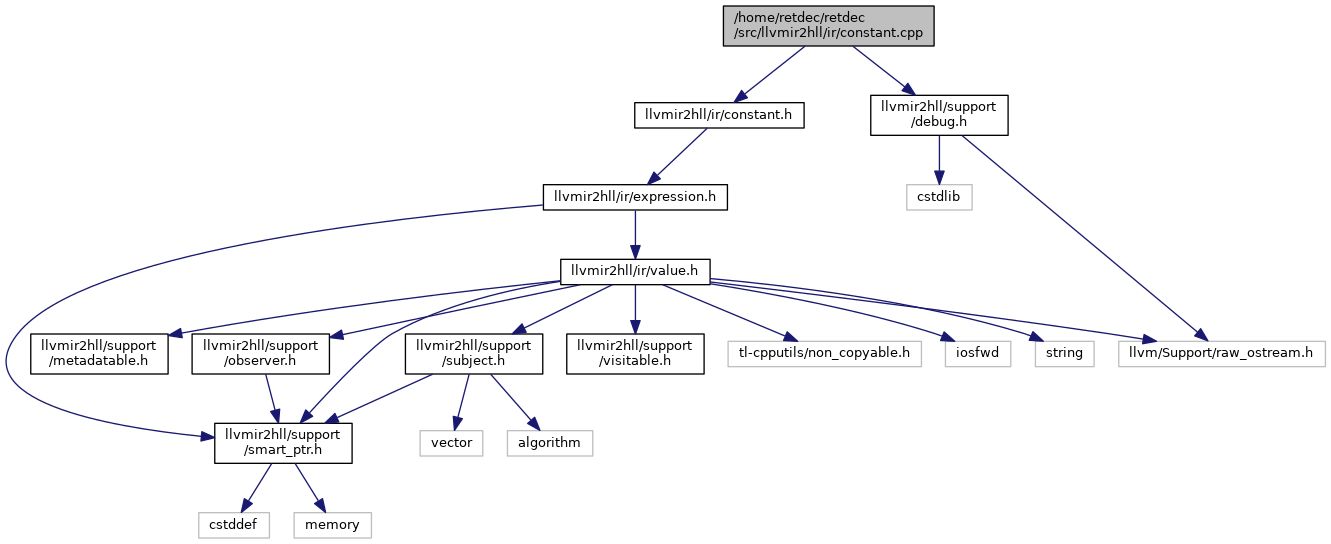 /home/retdec/retdec
/src/llvmir2hll/ir/constant.cpp
llvmir2hll/ir/constant.h
llvmir2hll/support
/debug.h
llvmir2hll/ir/expression.h
cstdlib
llvmir2hll/ir/value.h
llvmir2hll/support
/metadatable.h
llvmir2hll/support
/observer.h
llvmir2hll/support
/subject.h
llvmir2hll/support
/visitable.h
tl-cpputils/non_copyable.h
iosfwd
string
llvm/Support/raw_ostream.h
llvmir2hll/support
/smart_ptr.h
vector
algorithm
cstddef
memory